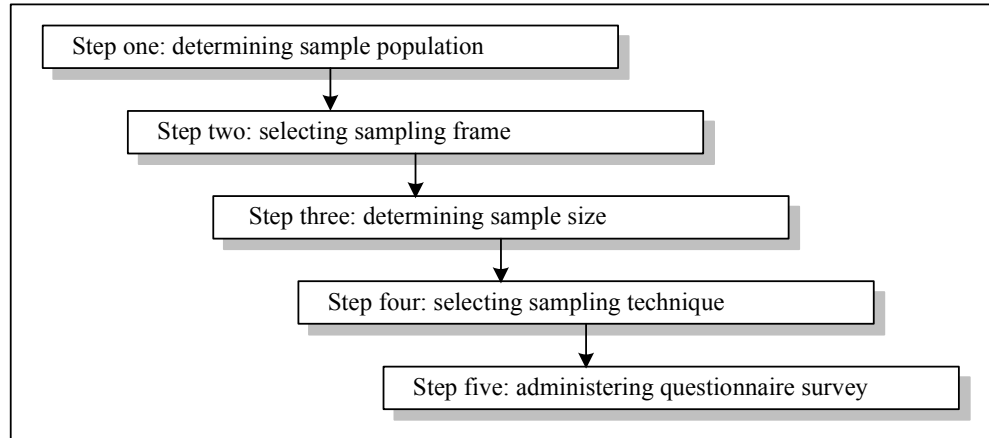 Step one: determining sample population
Step two: selecting sampling frame
Step three: determining sample size
Step four: selecting sampling technique
Step five: administering questionnaire survey